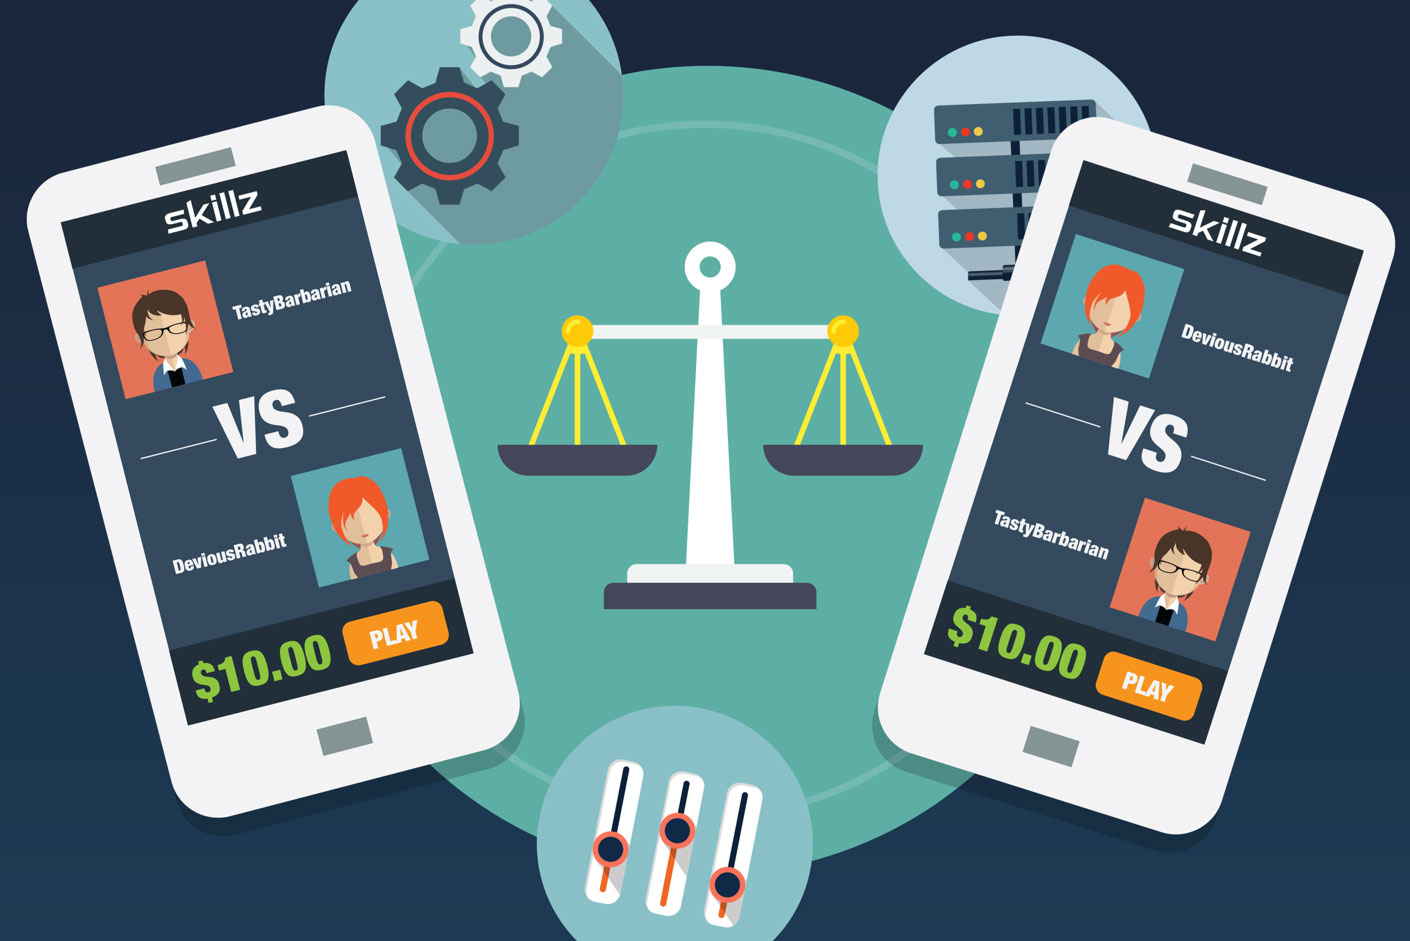 skillz
TastyBarbarian
VS
DeviousRabbit
$10.00
PLAY
skillz
DeviousRabbit
VS
TastyBarbarian
$10.00
PLAY